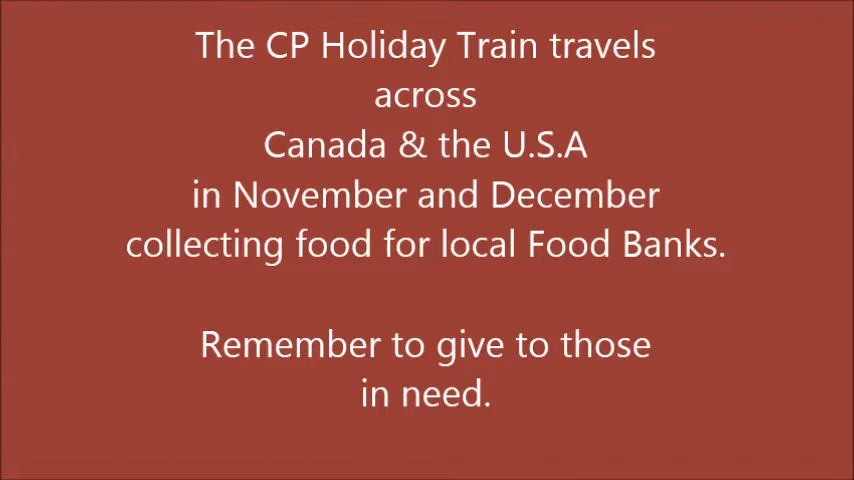 The CP Holiday Train travels
across
Canada & the U.S.A
in November and December
collecting food for local Food Banks.
Remember to give to those
in need.